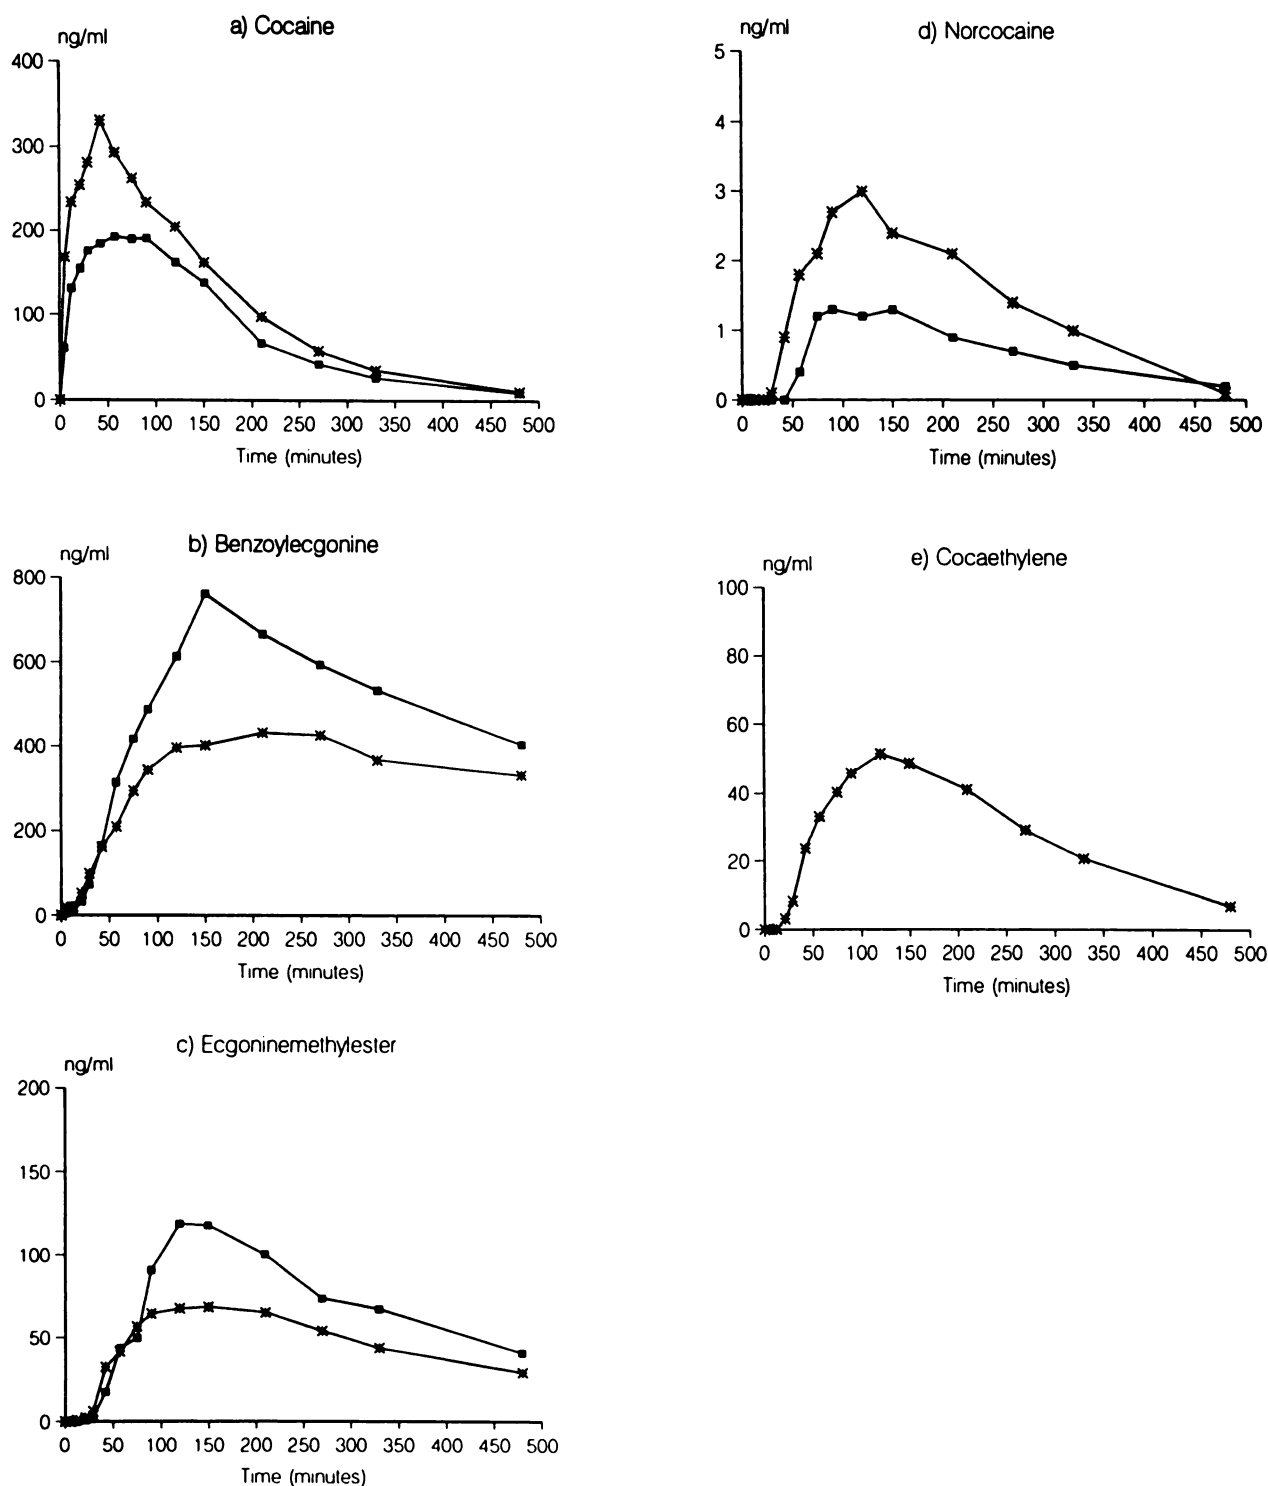 a) Cocaine
ng/ml
400
300
200
100
0
0 50 100 150 200 250 300 350 400 450 500
Time (minutes)
b) Benzoylecgonine
ng/ml
800
600
400
200
0
0 50 100 150 200 250 300 350 400 450 500
Time (minutes)
c) Ecgoninemethylester
ng/ml
200
150
100
50
0
0 50 100 150 200 250 300 350 400 450 500
Time (minutes)
d) Norcocaine
ng/ml
5
4
3
2
1
0
0 50 100 150 200 250 300 350 400 450 500
Time (minutes)
e) Cocaethylene
ng/ml
100
80
60
40
20
0
0 50 100 150 200 250 300 350 400 450 500
Time (minutes)